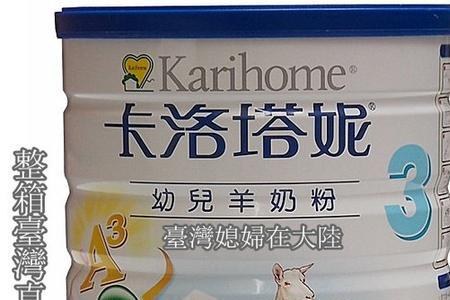 Karihome®
卡洛塔妮®
幼兒羊奶粉
3
A3
臺灣媳婦在大陸
整箱臺灣